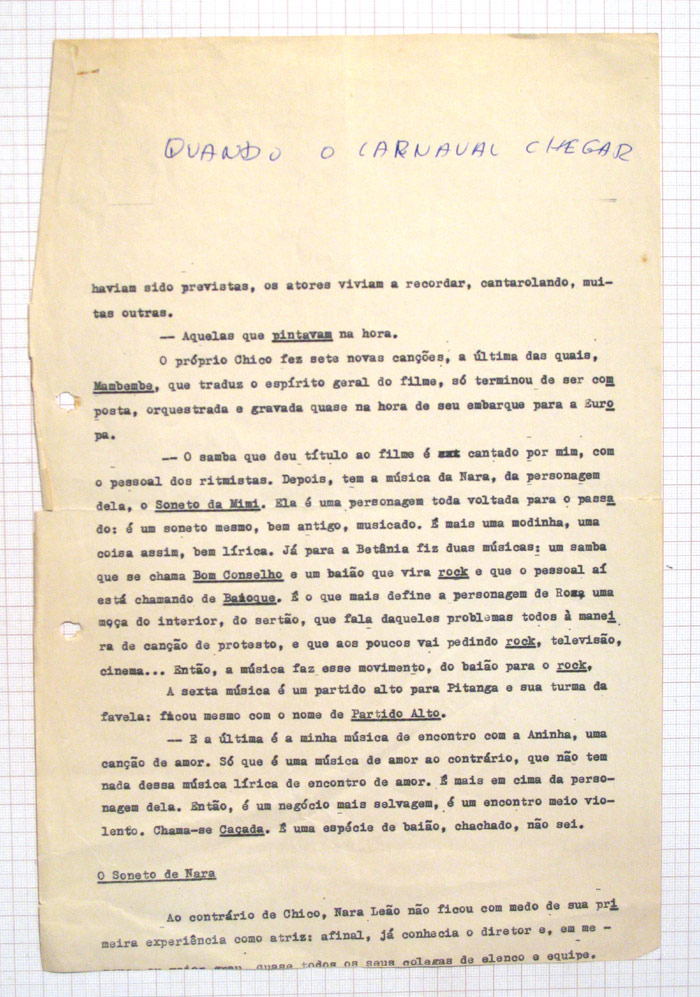 QUANDO O CARNAVAL CHEGAR
haviam sido previstas, os atores viviam a recordar, cantarolando, mui-
tas outras.
-- Aquelas que pintavam na hora.
O próprio Chico fez sete novas canções, a última das quais,
Mambembe, que traduz o espírito geral do filme, só terminou de ser com
posta, orquestrada e gravada quase na hora de seu embarque para a Euro
pa.
-- O samba que deu título ao filme é cantado por mim, com
o pessoal dos ritmistas. Depois, tem a música da Nara, da personagem
dela, o Soneto da Mimi. Ela é uma personagem toda voltada para o passa
do: é um soneto mesmo, bem antigo, musicado. É mais uma modinha, uma
coisa assim, bem lírica. Já para a Betânia fiz duas músicas: um samba
que se chama Bom Conselho e um baião que vira rock e que o pessoal aí
está chamando de Baioque. É o que mais define a personagem de Rosa, uma
moça do interior, do sertão, que fala daqueles problemas todos à manei
ra de canção de protesto, e que aos poucos vai pedindo rock, televisão,
cinema... Então, a música faz esse movimento, do baião para o rock.
A sexta música é um partido alto para Pitanga e sua turma da
favela: ficou mesmo com o nome de Partido Alto.
-- E a última é a minha música de encontro com a Aninha, uma
canção de amor. Só que é uma música de amor ao contrário, que não tem
nada dessa música lírica de encontro de amor. É mais em cima da perso-
nagem dela. Então, é um negócio mais selvagem, é um encontro meio vio-
lento. Chama-se Caçada. É uma espécie de baião, chachado, não sei.
O Soneto de Nara
Ao contrário de Chico, Nara Leão não ficou com medo de sua pri
meira experiência como atriz: afinal, já conhecia o diretor e, em me -
grau, quase todos os seus colegas de elenco e equipe.